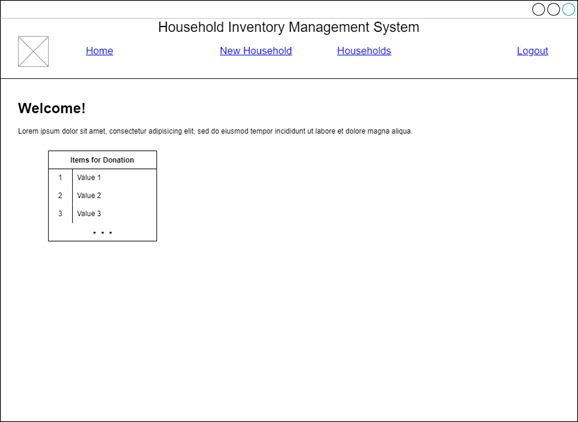 Household Inventory Management System
Home New Household Households Logout
Welcome!
Lorem ipsum dolor sit amet, consectetur adipisicing elit, sed do eiusmod tempor incididunt ut labore et dolore magna aliqua.
Items for Donation
1 Value 1
2 Value 2
3 Value 3
. . .